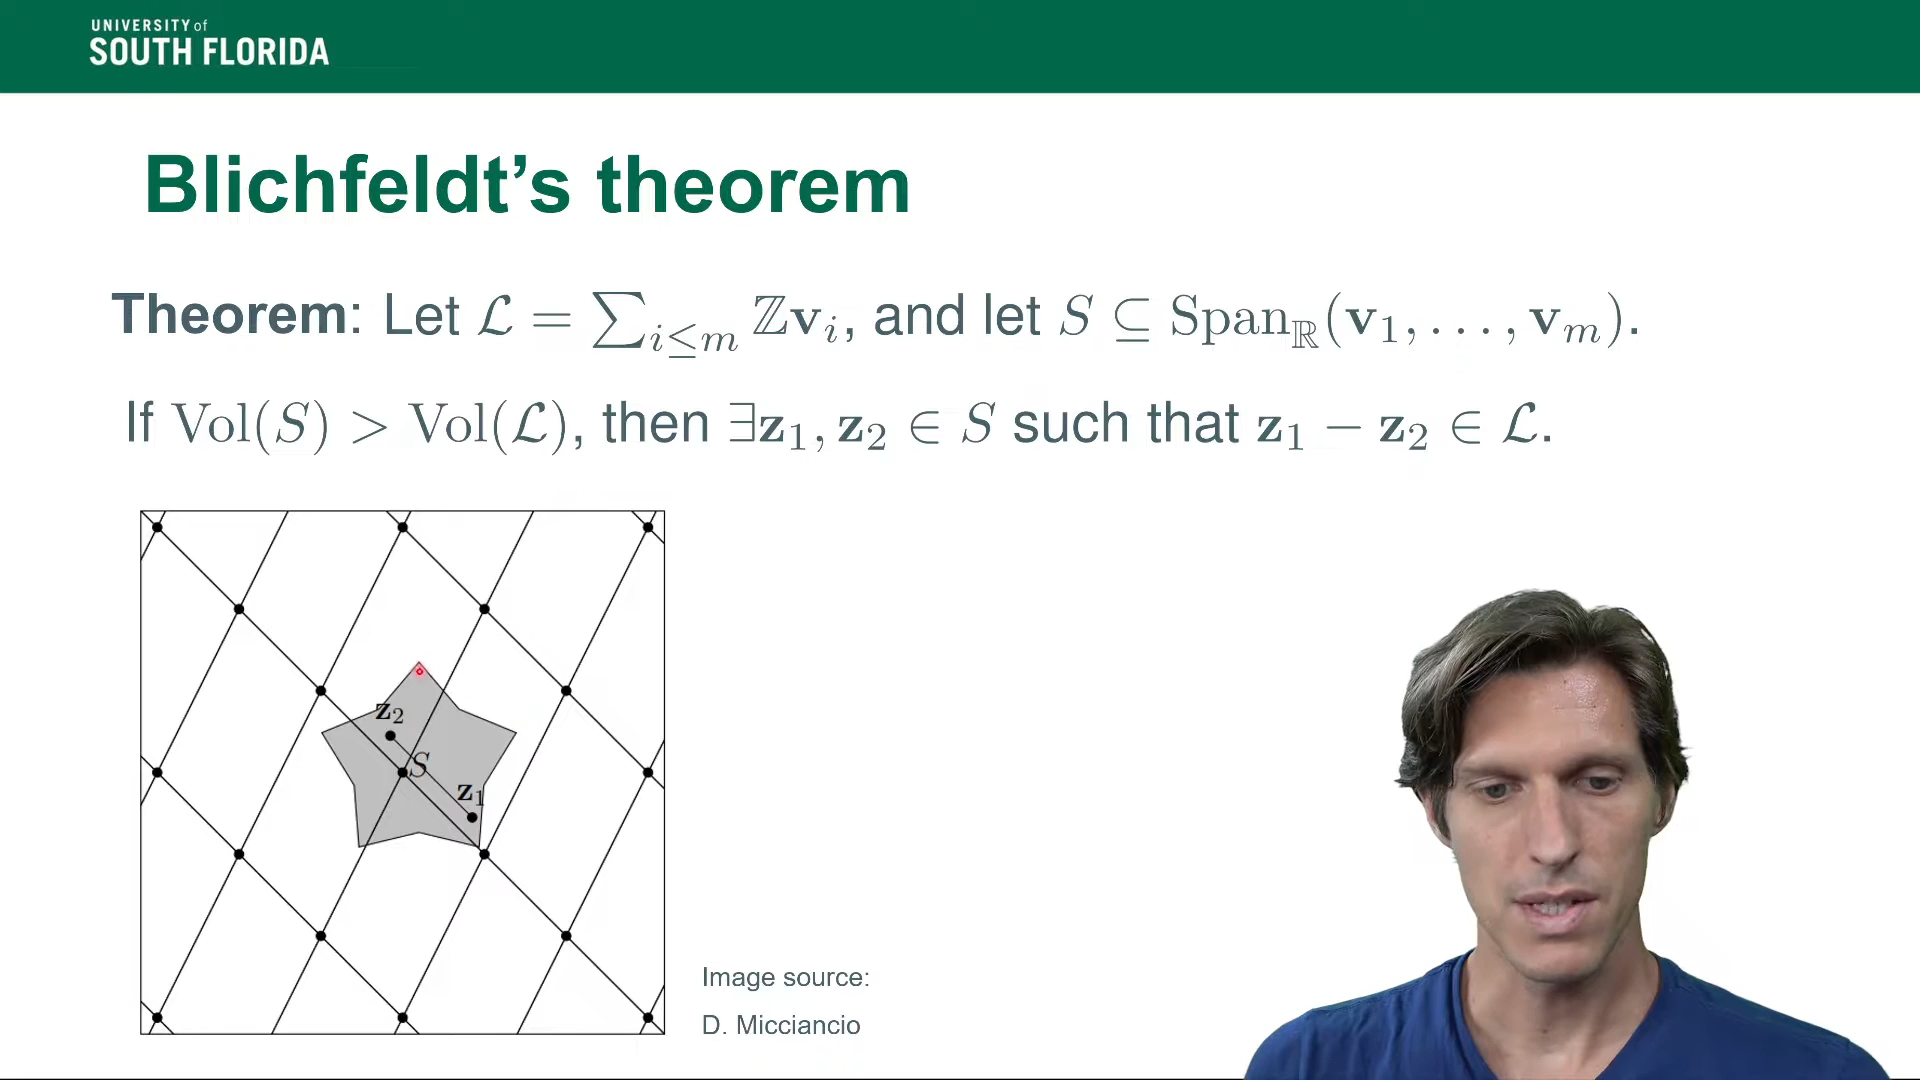 UNIVERSITY of
SOUTH FLORIDA
Blichfeldt’s theorem
Theorem: Let ℒ = ∑_{i≤m} ℤ𝐯_i, and let S ⊆ Span_ℝ(𝐯_1, . . . , 𝐯_m).
If Vol(S) > Vol(ℒ), then ∃𝐳_1, 𝐳_2 ∈ S such that 𝐳_1 − 𝐳_2 ∈ ℒ.
𝐳_2
S
𝐳_1
Image source:
D. Micciancio